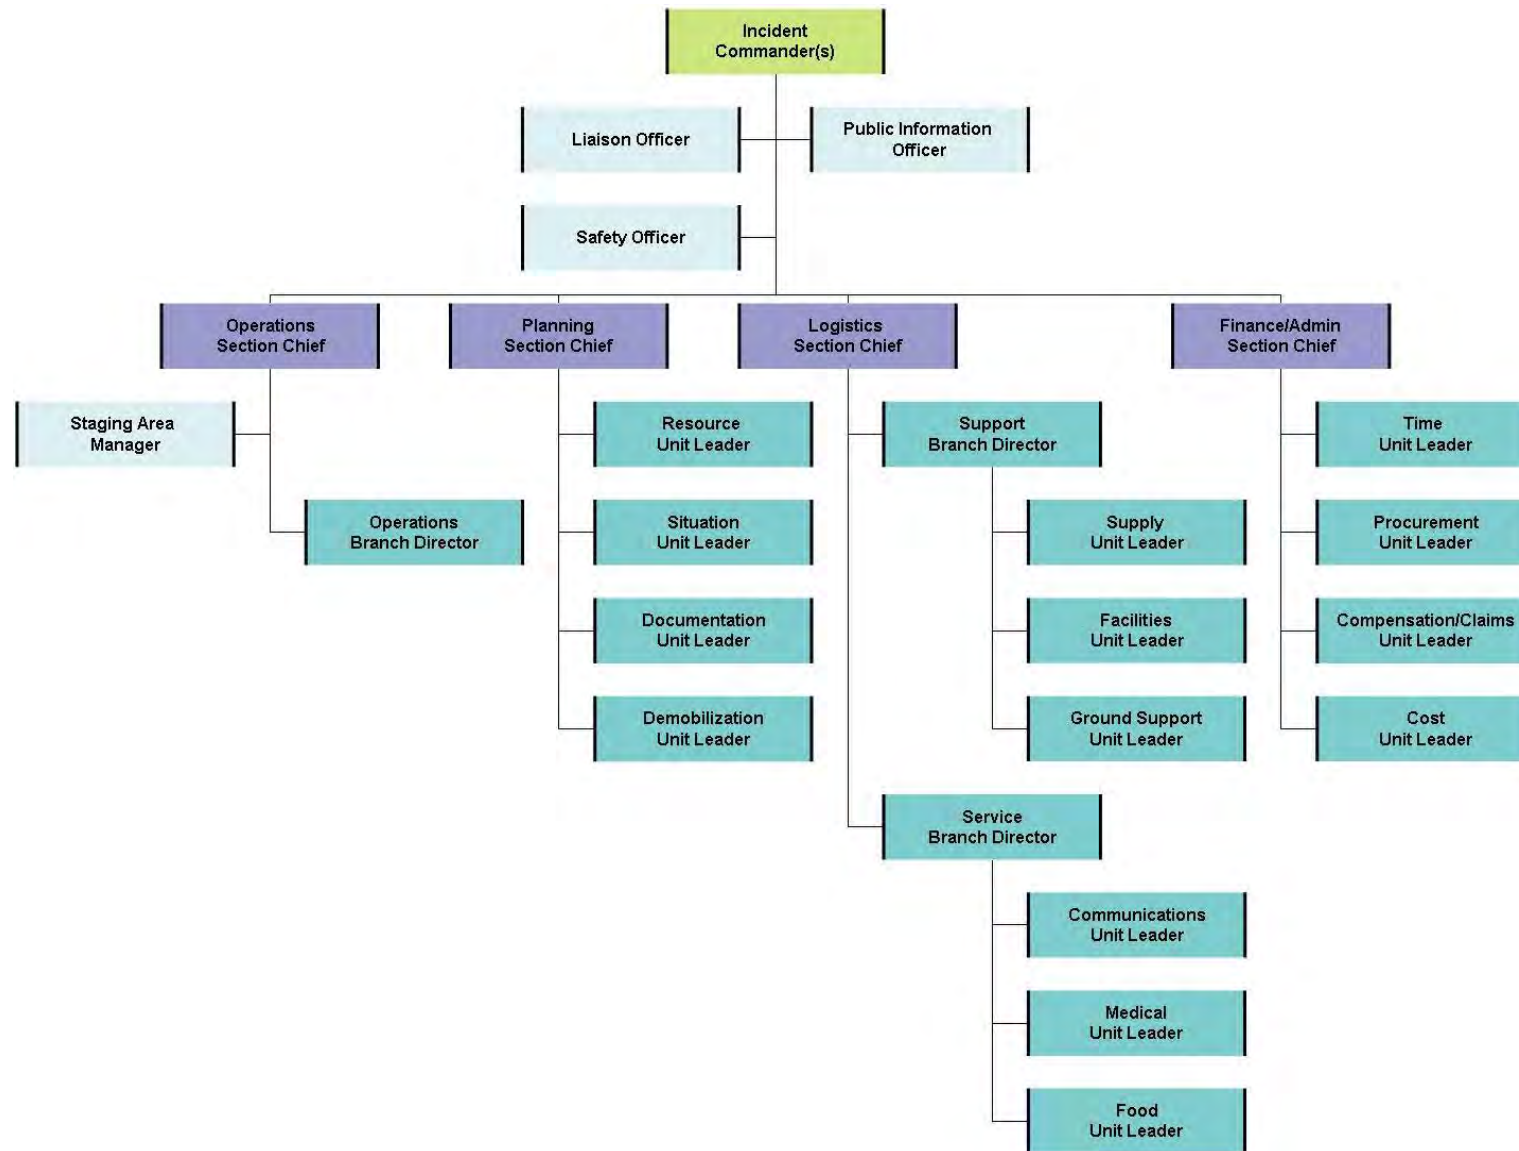 Incident
Commander(s)
Liaison Officer
Public Information
Officer
Safety Officer
Operations
Section Chief
Planning
Section Chief
Logistics
Section Chief
Finance/Admin
Section Chief
Staging Area
Manager
Resource
Unit Leader
Support
Branch Director
Time
Unit Leader
Operations
Branch Director
Situation
Unit Leader
Supply
Unit Leader
Procurement
Unit Leader
Documentation
Unit Leader
Facilities
Unit Leader
Compensation/Claims
Unit Leader
Demobilization
Unit Leader
Ground Support
Unit Leader
Cost
Unit Leader
Service
Branch Director
Communications
Unit Leader
Medical
Unit Leader
Food
Unit Leader